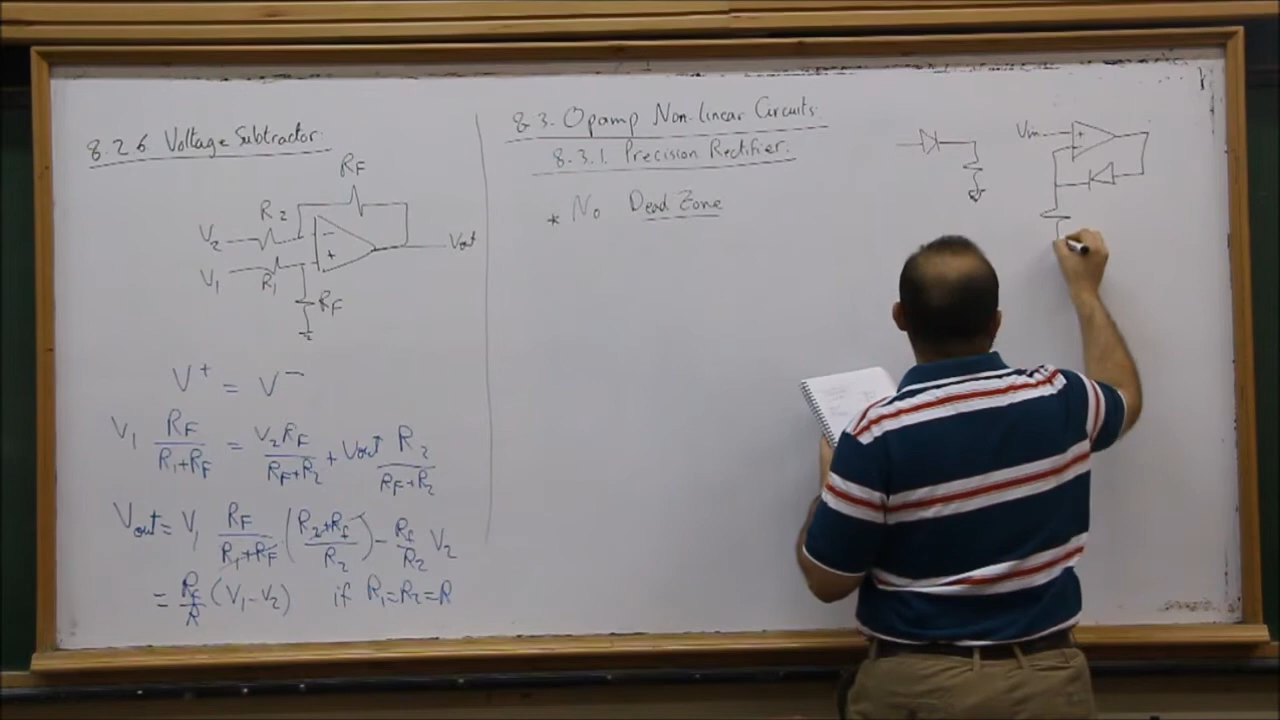 8.2.6 Voltage Subtractor:
RF
R2
V2
Vout
V1
R1
RF
V+ = V−
V1 RF/(R1+RF) = V2RF/(RF+R2) + Vout R2/(RF+R2)
Vout = V1 RF/(R1+RF) (R2+Rf/R2) − Rf/R2 V2
= Rf/R (V1−V2) if R1=R2=R
8.3. Opamp Non-linear Circuits:
8.3.1. Precision Rectifier:
* No Dead Zone
Vin